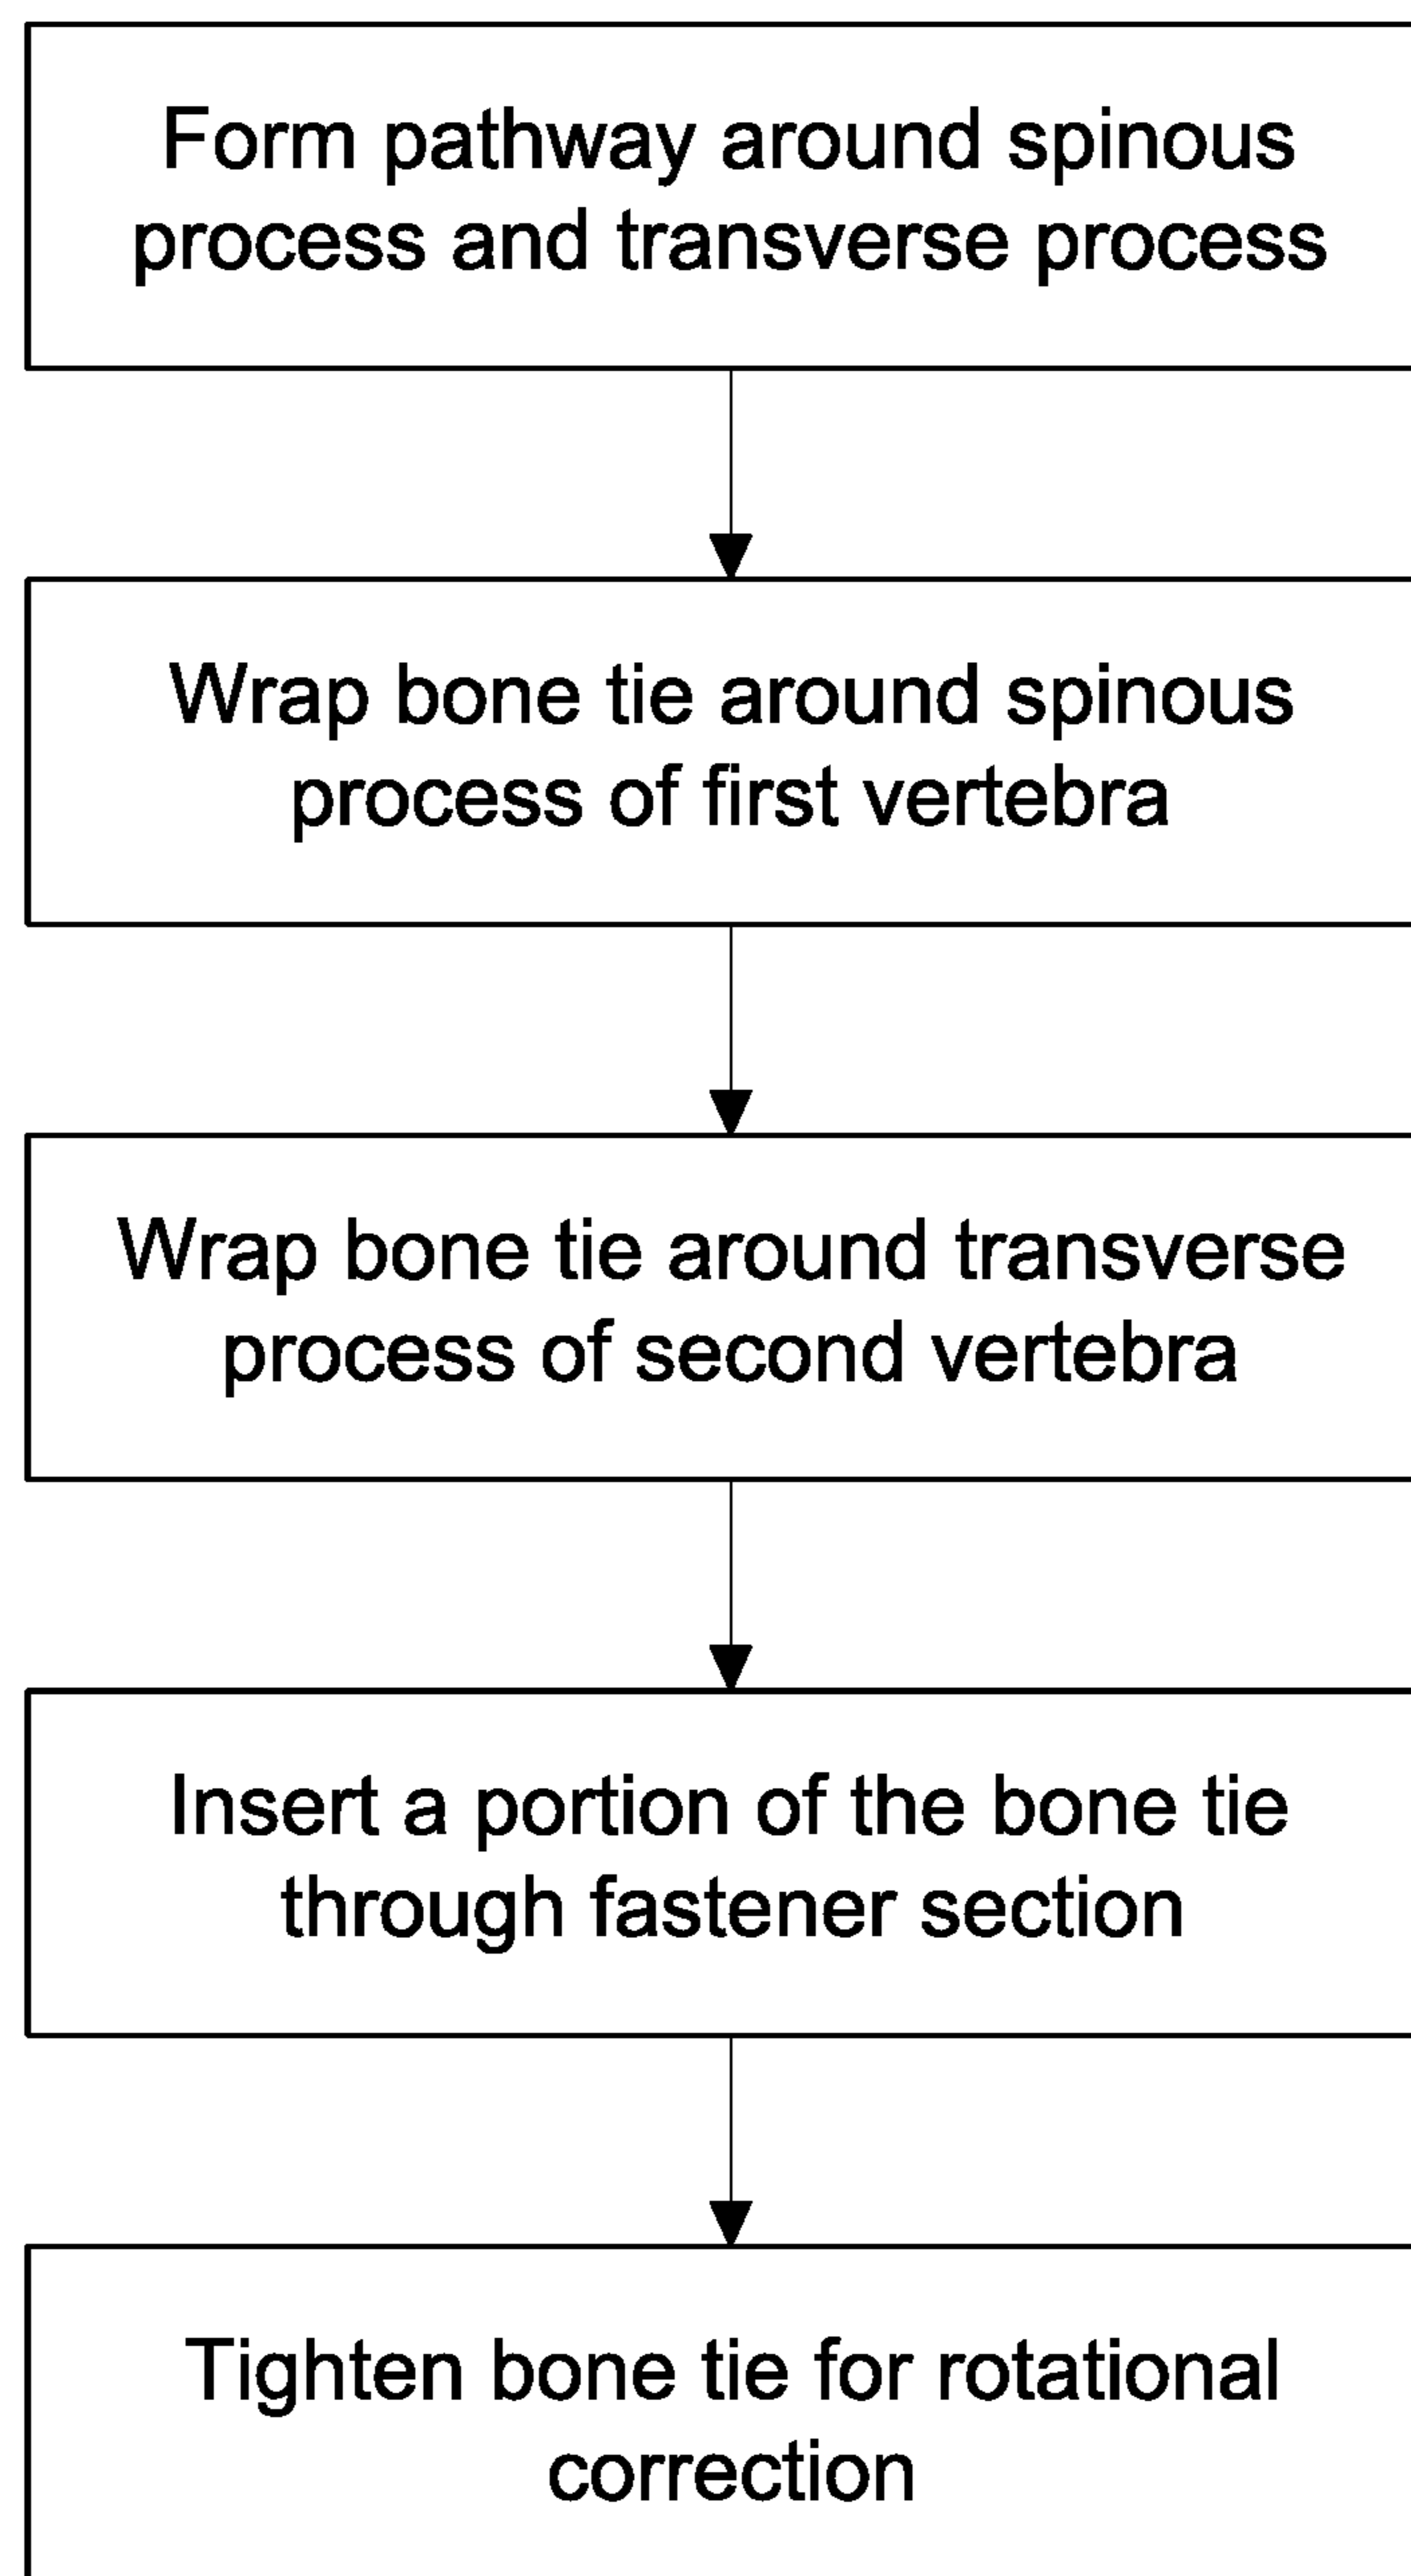 Form pathway around spinous
process and transverse process
Wrap bone tie around spinous
process of first vertebra
Wrap bone tie around transverse
process of second vertebra
Insert a portion of the bone tie
through fastener section
Tighten bone tie for rotational
correction